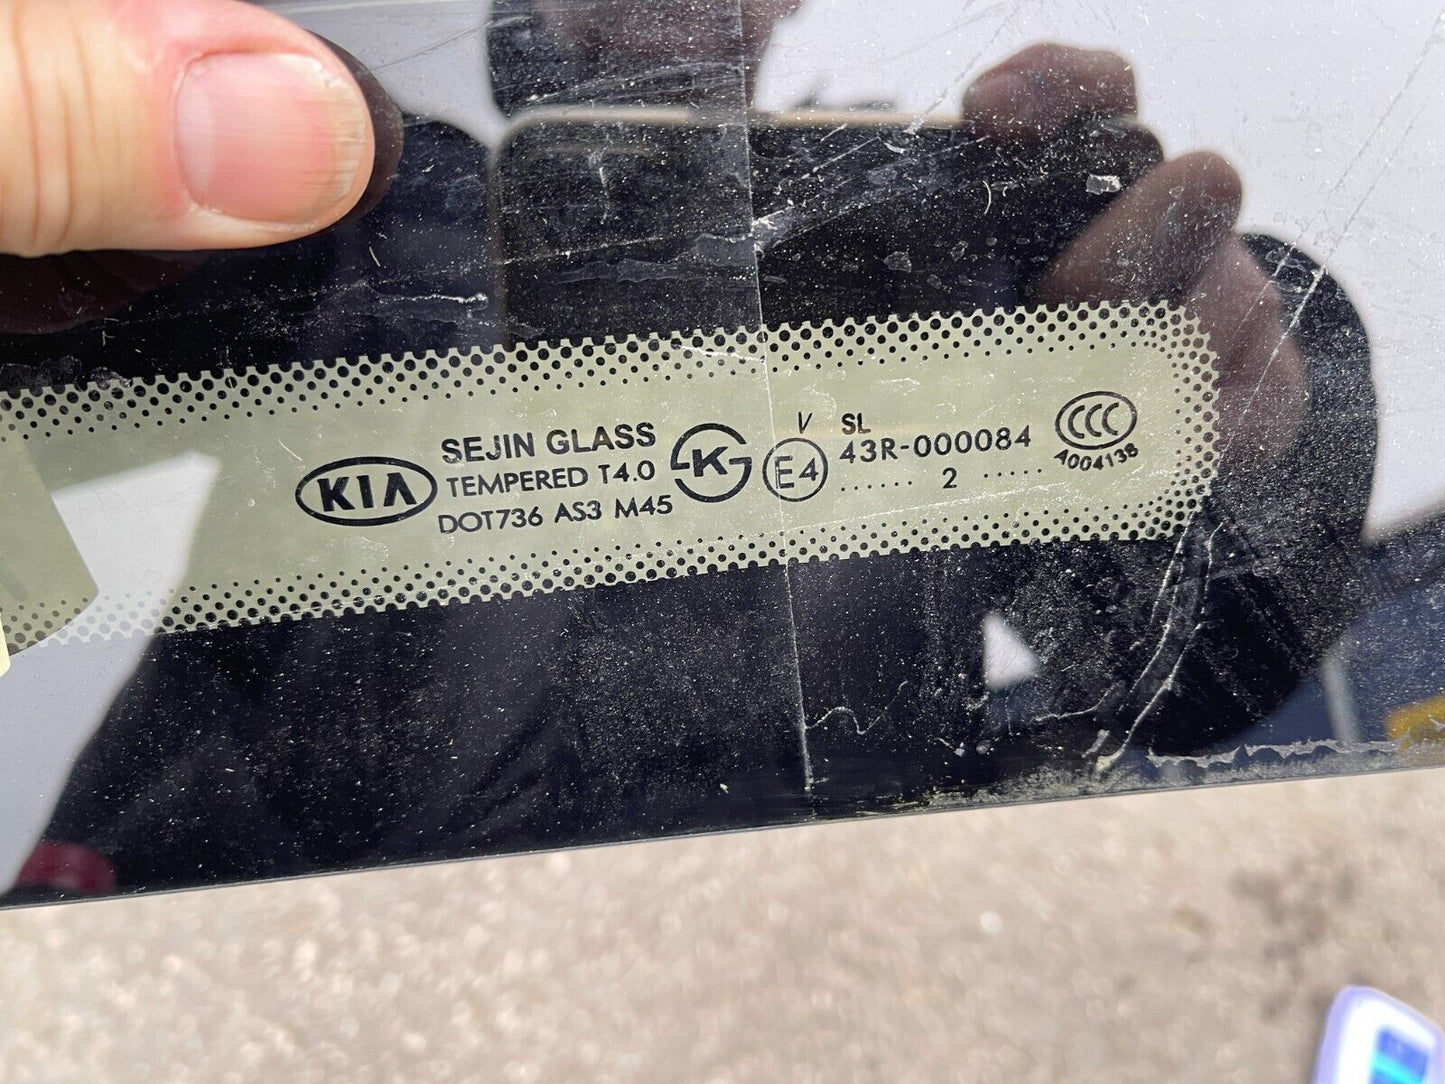 KIA
SEJIN GLASS
TEMPERED T4.0
DOT736 AS3 M45
K
E4
V SL
43R-000084
...... 2 .....
CCC
A004138